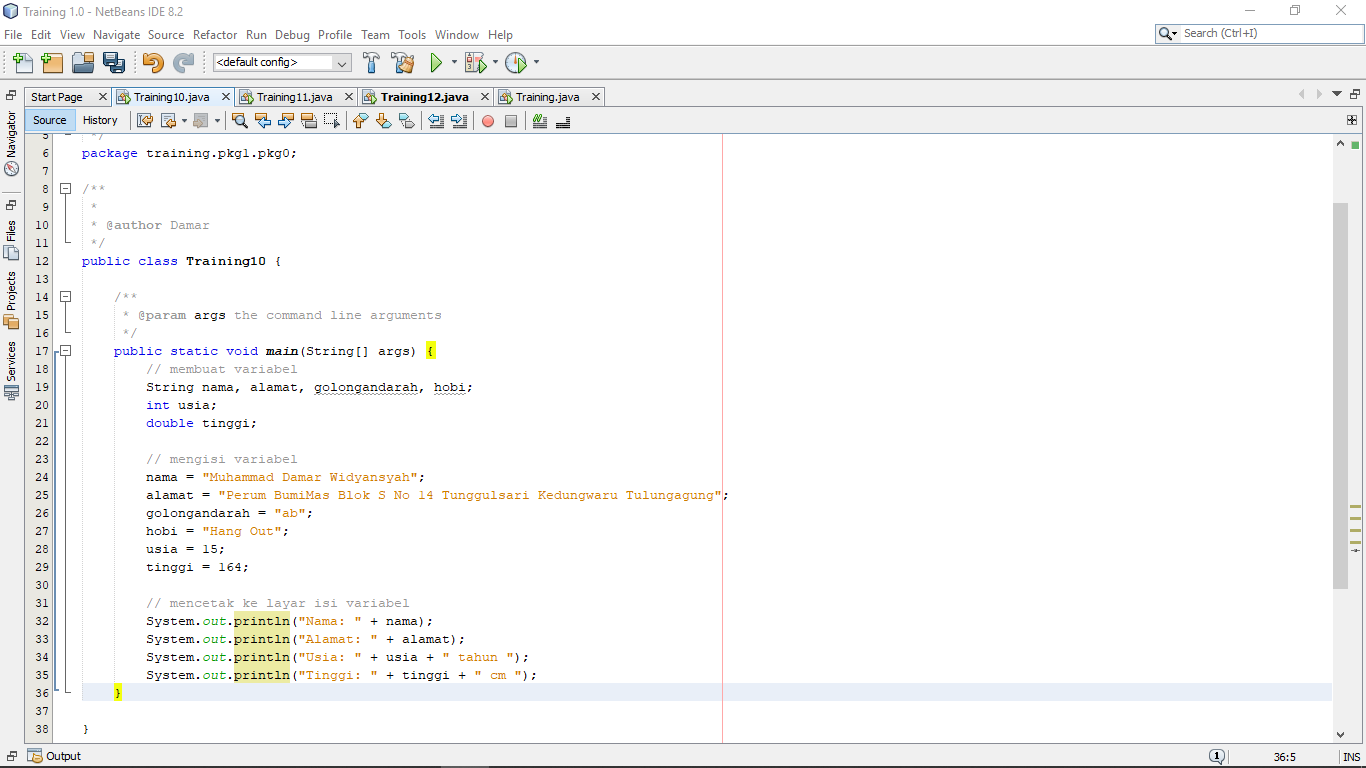 Training 1.0 - NetBeans IDE 8.2
File Edit View Navigate Source Refactor Run Debug Profile Team Tools Window Help
Search (Ctrl+I)
<default config>
Start Page Training10.java Training11.java Training12.java Training.java
Source History
Navigator
Files
Projects
Services
5 */
6 package training.pkg1.pkg0;
7
8 /**
9 *
10 * @author Damar
11 */
12 public class Training10 {
13
14 /**
15 * @param args the command line arguments
16 */
17 public static void main(String[] args) {
18 // membuat variabel
19 String nama, alamat, golongandarah, hobi;
20 int usia;
21 double tinggi;
22
23 // mengisi variabel
24 nama = "Muhammad Damar Widyansyah";
25 alamat = "Perum BumiMas Blok S No 14 Tunggulsari Kedungwaru Tulungagung";
26 golongandarah = "ab";
27 hobi = "Hang Out";
28 usia = 15;
29 tinggi = 164;
30
31 // mencetak ke layar isi variabel
32 System.out.println("Nama: " + nama);
33 System.out.println("Alamat: " + alamat);
34 System.out.println("Usia: " + usia + " tahun ");
35 System.out.println("Tinggi: " + tinggi + " cm ");
36 }
37
38 }
Output
1 36:5 INS